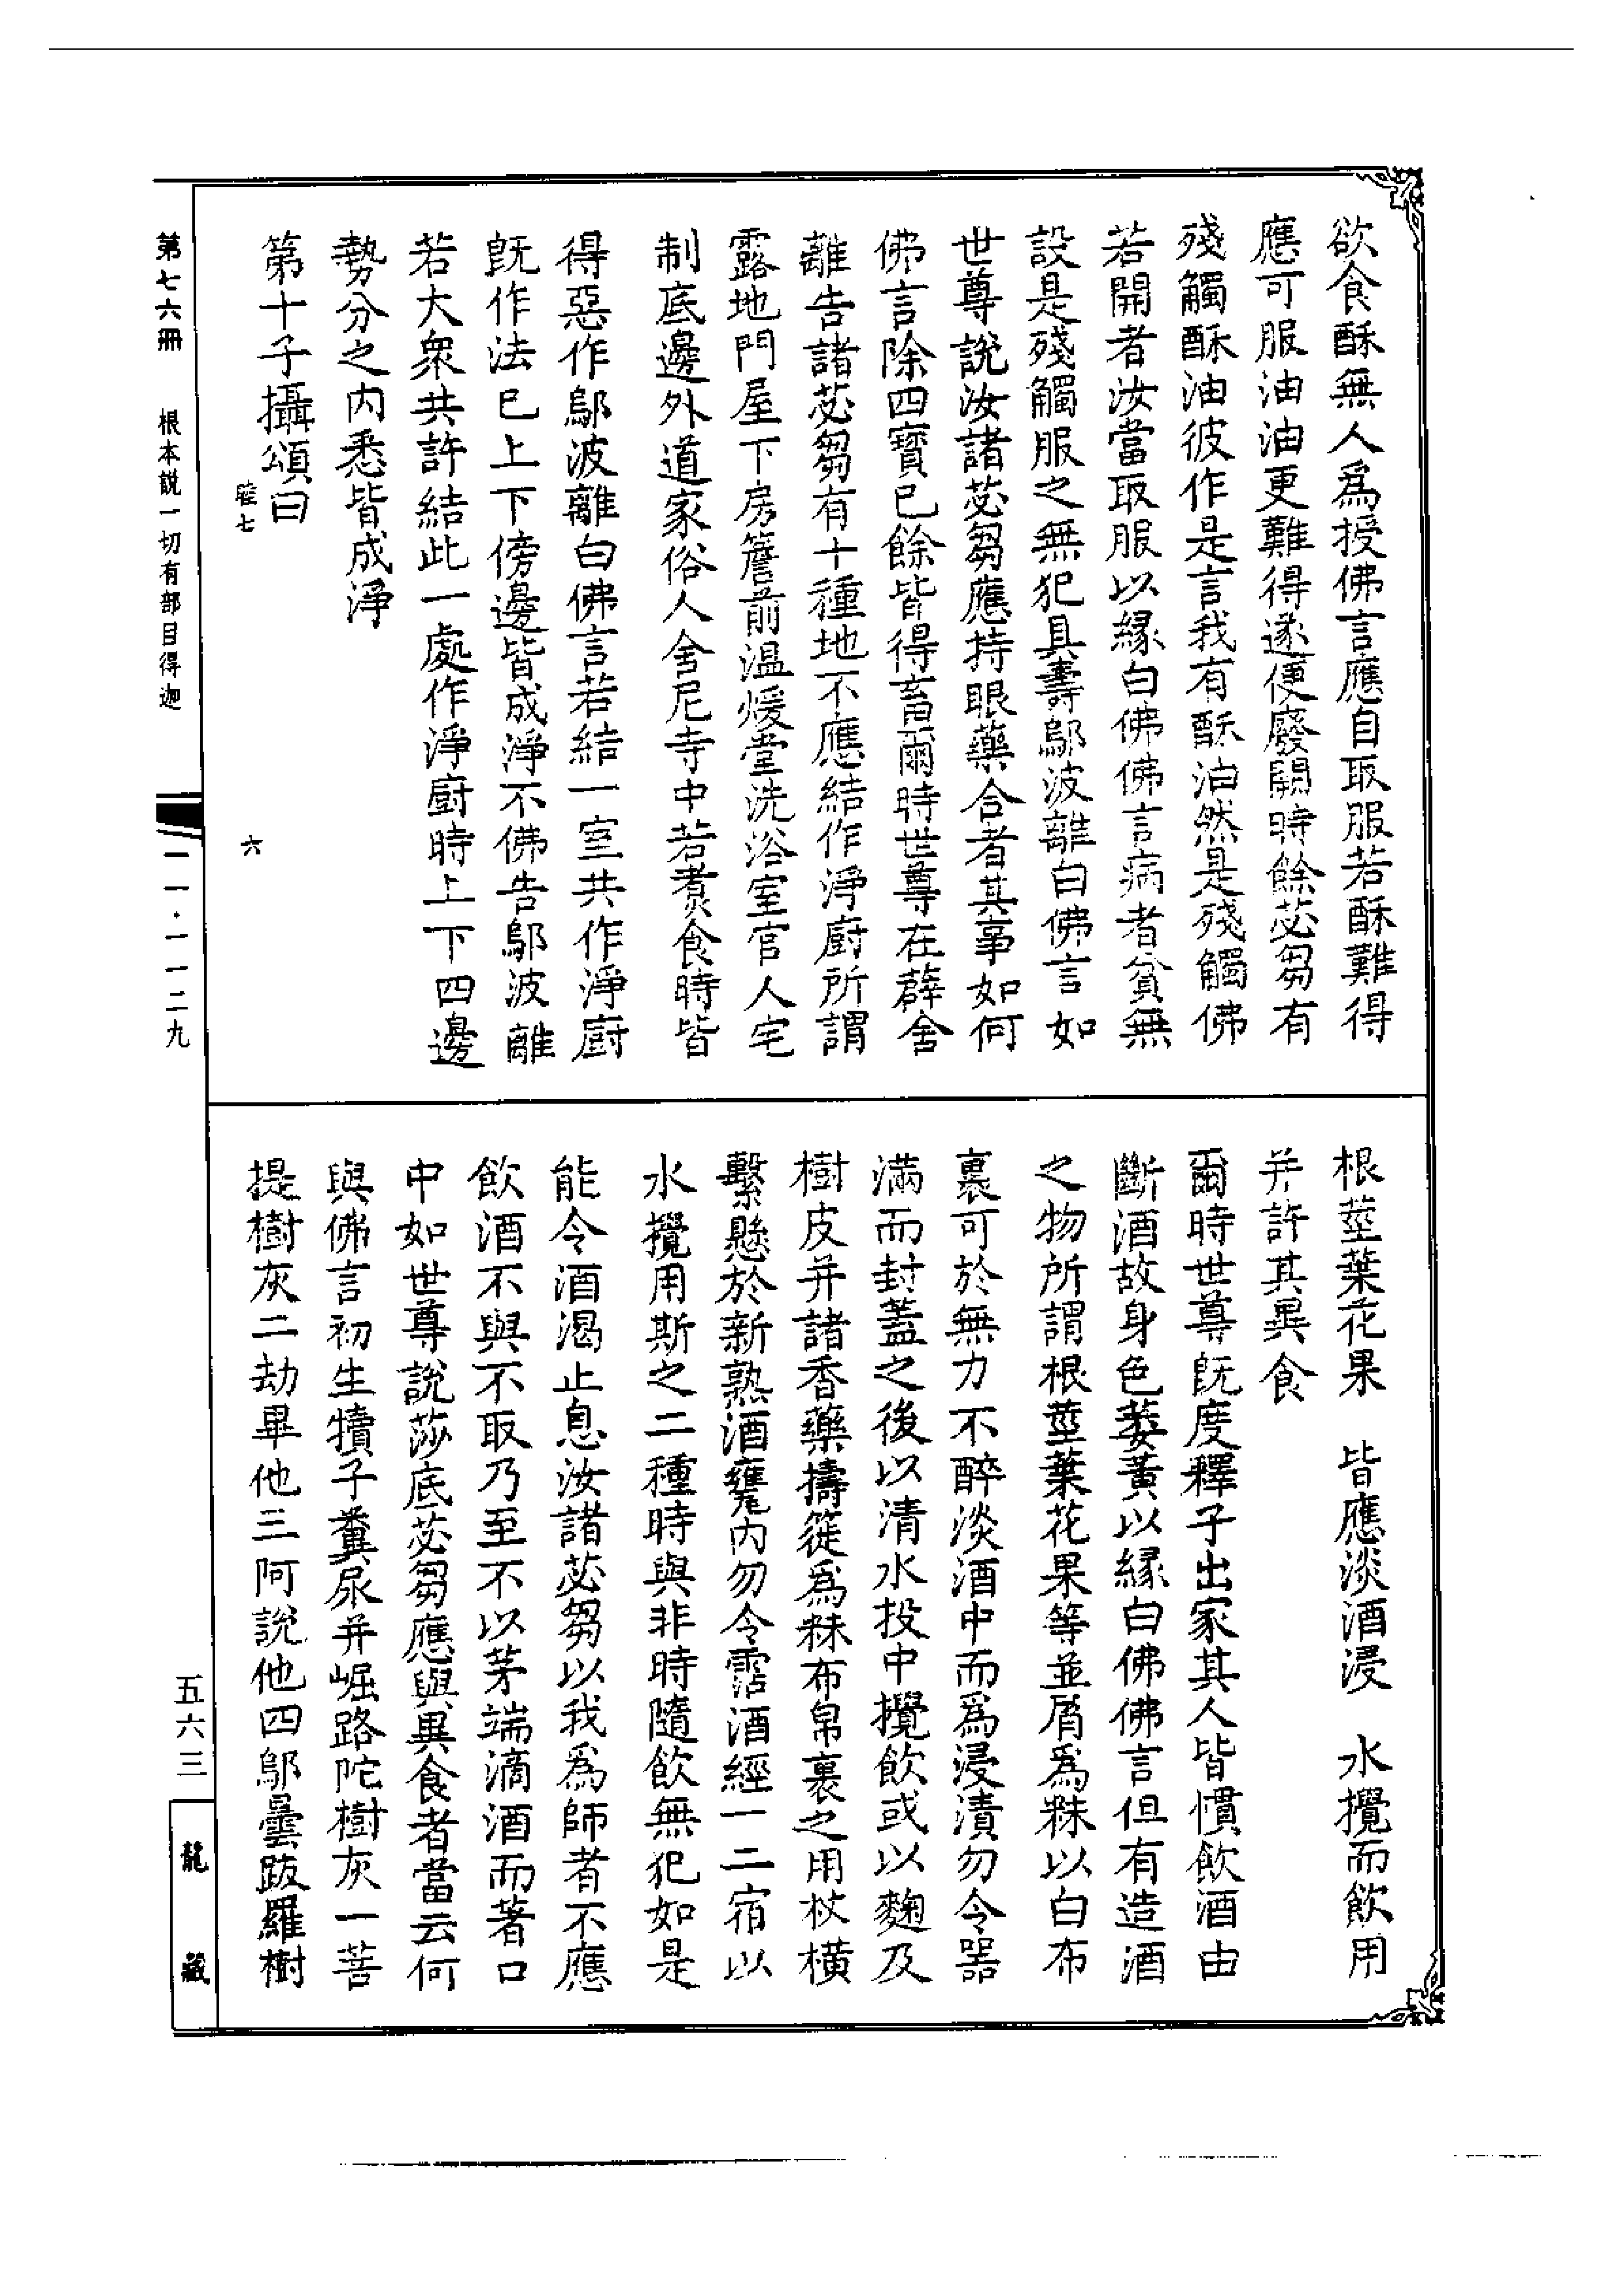 欲食酥無人爲授佛言應自取服若酥難得
應可服油油更難得遂便廢闕時餘苾芻有
殘觸酥油彼作是言我有酥油然是殘觸佛
若開者汝當取服以緣白佛佛言病者貧無
設是殘觸服之無犯具壽鄔波離白佛言如
世尊說汝諸苾芻應持眼藥合者其事如何
佛言除四寶已餘皆得畜爾時世尊在薜舍
離告諸苾芻有十種地不應結作淨廚所謂
露地門屋下房簷前溫煖堂洗浴室官人宅
制底邊外道家俗人舍尼寺中若煮食時皆
得惡作鄔波離白佛言若結一室共作淨廚
旣作法已上下傍邊皆成淨不佛告鄔波離
若大衆共許結此一處作淨廚時上下四邊
勢分之內悉皆成淨
第十子攝頌曰
七
六
根莖葉花果 皆應淡酒浸 水攪而飲用
并許其異食
爾時世尊旣度釋子出家其人皆慣飲酒由
斷酒故身色萎黃以緣白佛佛言但有造酒
之物所謂根莖葉花果等並屑爲粖以白布
裹可於無力不醉淡酒中而爲浸漬勿令器
滿而封蓋之後以清水投中攪飲或以麴及
樹皮并諸香藥擣簁爲粖布帛裹之用杖橫
繫懸於新熟酒甕內勿令霑酒經一二宿以
水攪用斯之二種時與非時隨飲無犯如是
能令酒渴止息汝諸苾芻以我爲師者不應
飲酒不與不取乃至不以茅端滴酒而著口
中如世尊說莎底苾芻應與異食者當云何
與佛言初生犢子糞尿并崛路陀樹灰一菩
提樹灰二劫畢他三阿說他四鄔曇跋羅樹
第七六冊 根本說一切有部目得迦
一一·一一二九
五六三
龍藏